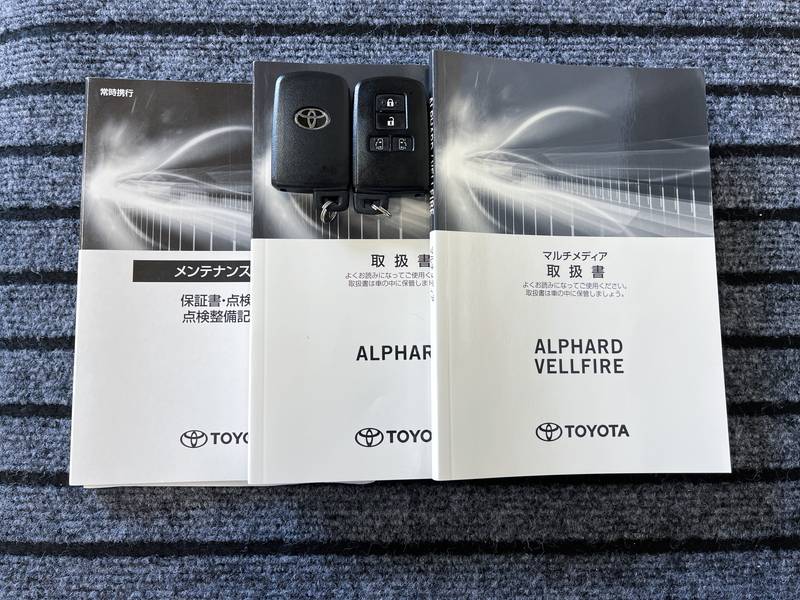 常時携行
メンテナンス
保証書・点検
点検整備記
TOYO
取扱書
よくお読みになってご使用くだ
取扱書は車の中に保管しま
ALPHAR
TOYO
マルチメディア
取扱書
よくお読みになってご使用ください。
取扱書は車の中に保管しましょう。
ALPHARD
VELLFIRE
TOYOTA